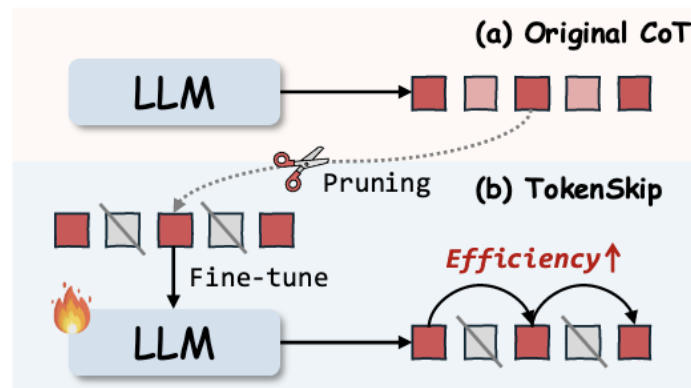 (a) Original CoT
LLM
Pruning
(b) TokenSkip
Fine-tune
Efficiency↑
LLM